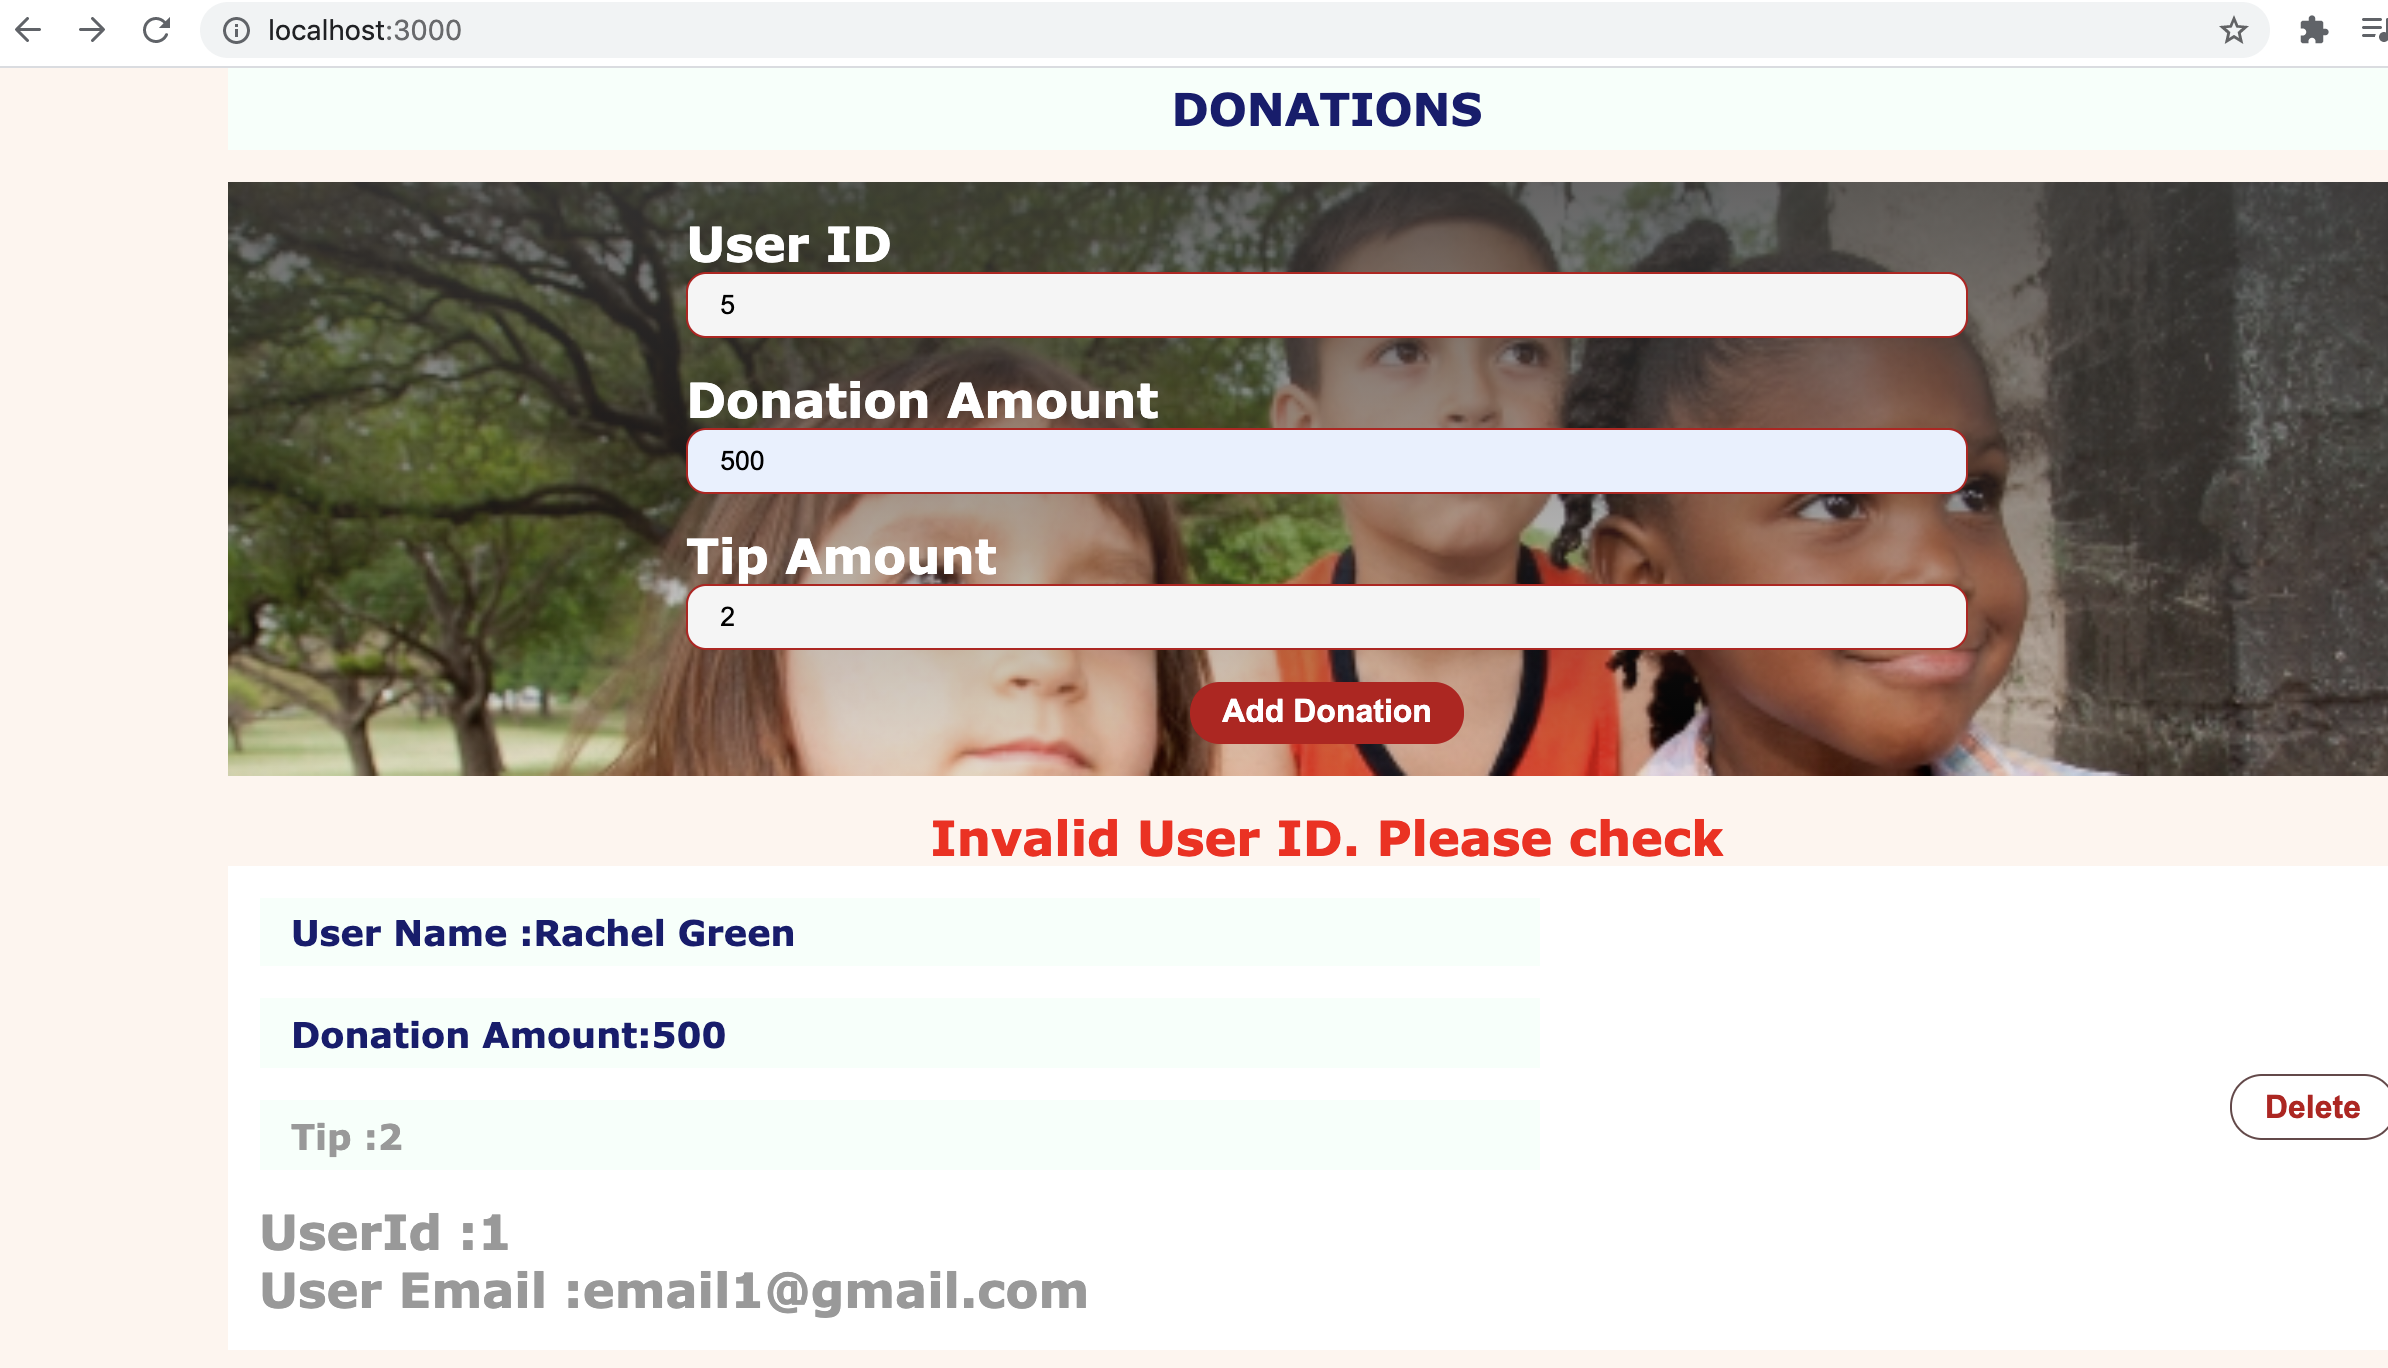 localhost:3000
DONATIONS
User ID
5
Donation Amount
500
Tip Amount
2
Add Donation
Invalid User ID. Please check
User Name :Rachel Green
Donation Amount:500
Tip :2
Delete
UserId :1
User Email :email1@gmail.com